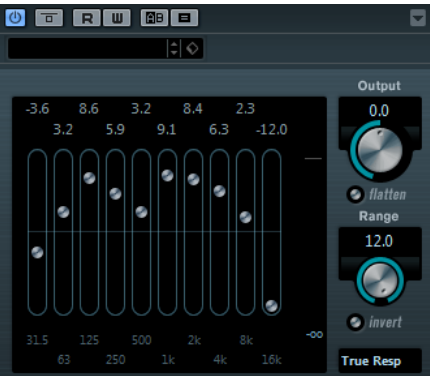 R W AB
Output
-3.6 8.6 3.2 8.4 2.3
0.0
3.2 5.9 9.1 6.3 -12.0
flatten
Range
12.0
invert
-∞
31.5 125 500 2k 8k
63 250 1k 4k 16k
True Resp